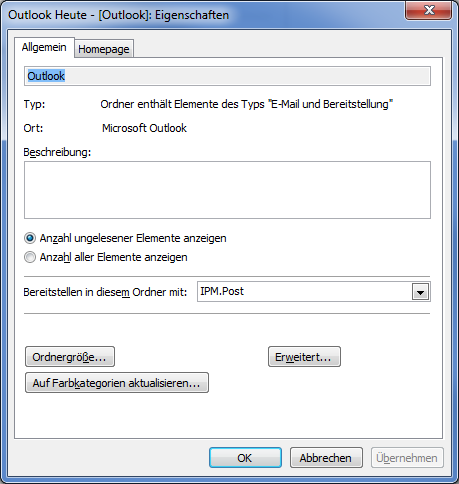 Outlook Heute - [Outlook]: Eigenschaften
Allgemein Homepage
Outlook
Typ: Ordner enthält Elemente des Typs "E-Mail und Bereitstellung"
Ort: Microsoft Outlook
Beschreibung:
Anzahl ungelesener Elemente anzeigen
Anzahl aller Elemente anzeigen
Bereitstellen in diesem Ordner mit: IPM.Post
Ordnergröße... Erweitert...
Auf Farbkategorien aktualisieren...
OK Abbrechen Übernehmen